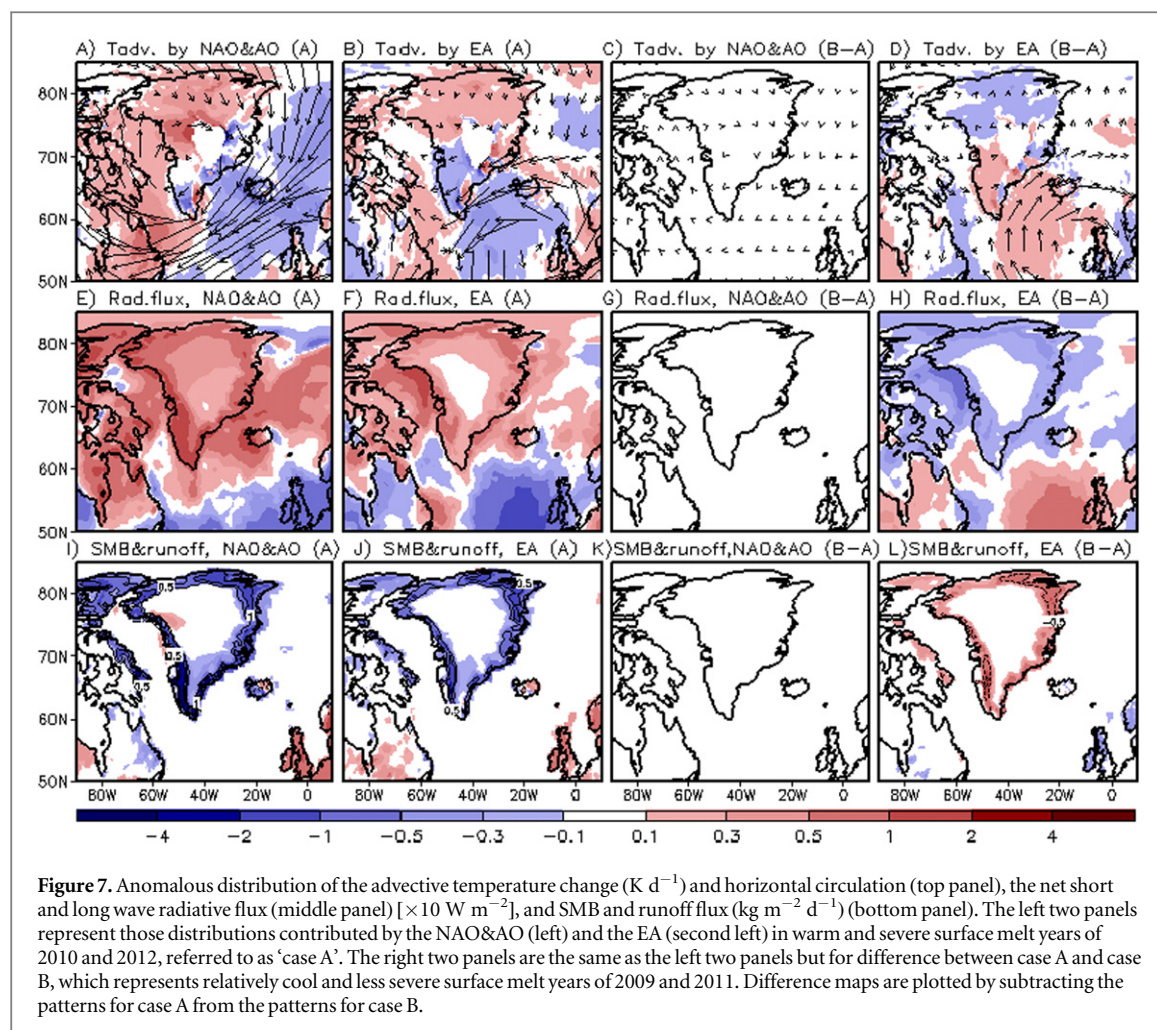 A) Tadv. by NAO&AO (A) B) Tadv. by EA (A) C) Tadv. by NAO&AO (B-A) D) Tadv. by EA (B-A)
80N
70N
60N
50N
E) Rad.flux, NAO&AO (A) F) Rad.flux, EA (A) G) Rad.flux, NAO&AO (B-A) H) Rad.flux, EA (B-A)
80N
70N
60N
50N
I) SMB&runoff, NAO&AO (A) J) SMB&runoff, EA (A) K)SMB&runoff,NAO&AO (B-A) L)SMB&runoff, EA (B-A)
80N
70N
60N
50N
80W 60W 40W 20W 0 80W 60W 40W 20W 0 80W 60W 40W 20W 0 80W 60W 40W 20W 0
-4 -2 -1 -0.5 -0.3 -0.1 0.1 0.3 0.5 1 2 4
Figure 7. Anomalous distribution of the advective temperature change (K d⁻¹) and horizontal circulation (top panel), the net short
and long wave radiative flux (middle panel) [×10 W m⁻²], and SMB and runoff flux (kg m⁻² d⁻¹) (bottom panel). The left two panels
represent those distributions contributed by the NAO&AO (left) and the EA (second left) in warm and severe surface melt years of
2010 and 2012, referred to as ‘case A’. The right two panels are the same as the left two panels but for difference between case A and case
B, which represents relatively cool and less severe surface melt years of 2009 and 2011. Difference maps are plotted by subtracting the
patterns for case A from the patterns for case B.